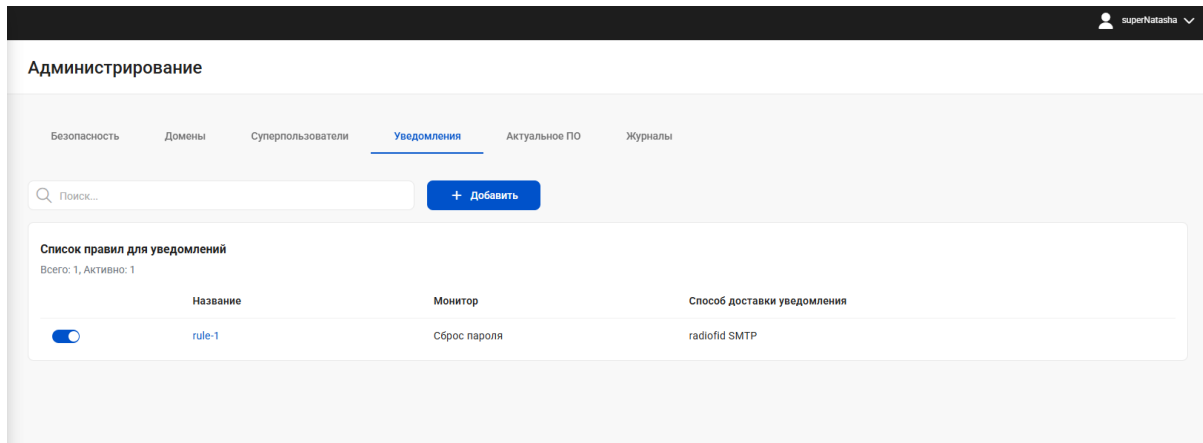 superNatasha
Администрирование
Безопасность Домены Суперпользователи Уведомления Актуальное ПО Журналы
Поиск... + Добавить
Список правил для уведомлений
Всего: 1, Активно: 1
Название Монитор Способ доставки уведомления
rule-1 Сброс пароля radiofid SMTP